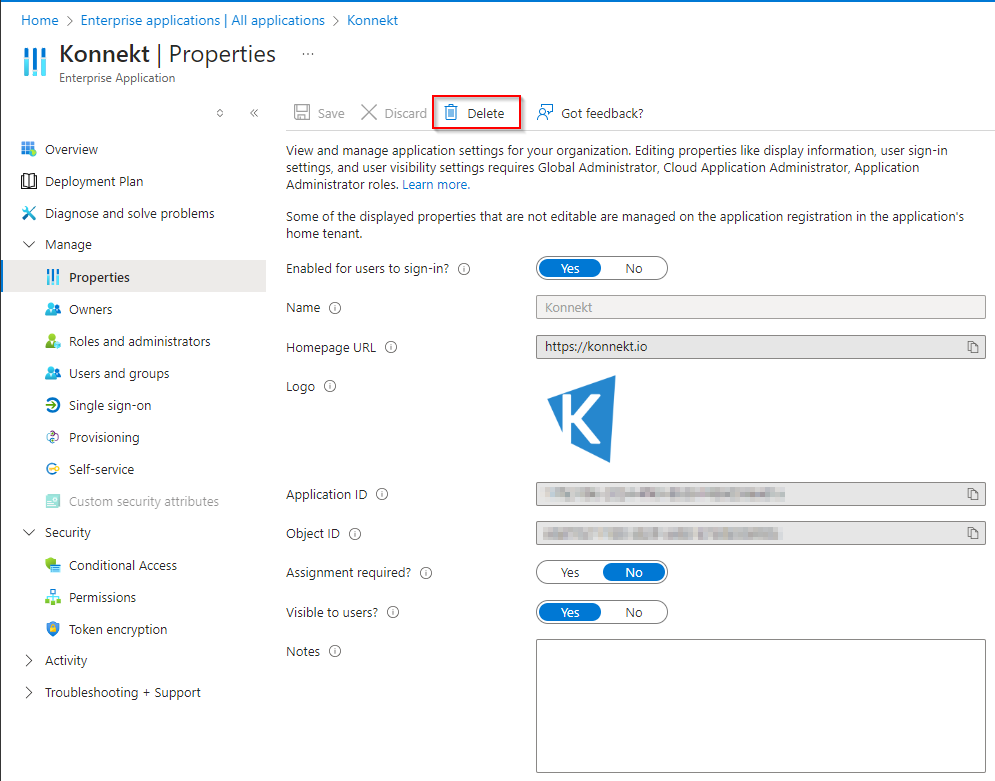 Home > Enterprise applications | All applications > Konnekt
Konnekt | Properties ...
Enterprise Application
Save Discard Delete Got feedback?
Overview
Deployment Plan
Diagnose and solve problems
Manage
Properties
Owners
Roles and administrators
Users and groups
Single sign-on
Provisioning
Self-service
Custom security attributes
Security
Conditional Access
Permissions
Token encryption
Activity
Troubleshooting + Support
View and manage application settings for your organization. Editing properties like display information, user sign-in
settings, and user visibility settings requires Global Administrator, Cloud Application Administrator, Application
Administrator roles. Learn more.
Some of the displayed properties that are not editable are managed on the application registration in the application's
home tenant.
Enabled for users to sign-in? Yes No
Name Konnekt
Homepage URL https://konnekt.io
Logo K
Application ID
Object ID
Assignment required? Yes No
Visible to users? Yes No
Notes